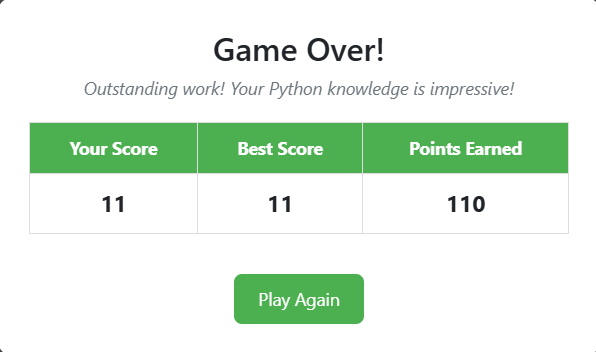 Game Over!
Outstanding work! Your Python knowledge is impressive!
Your Score Best Score Points Earned
11 11 110
Play Again